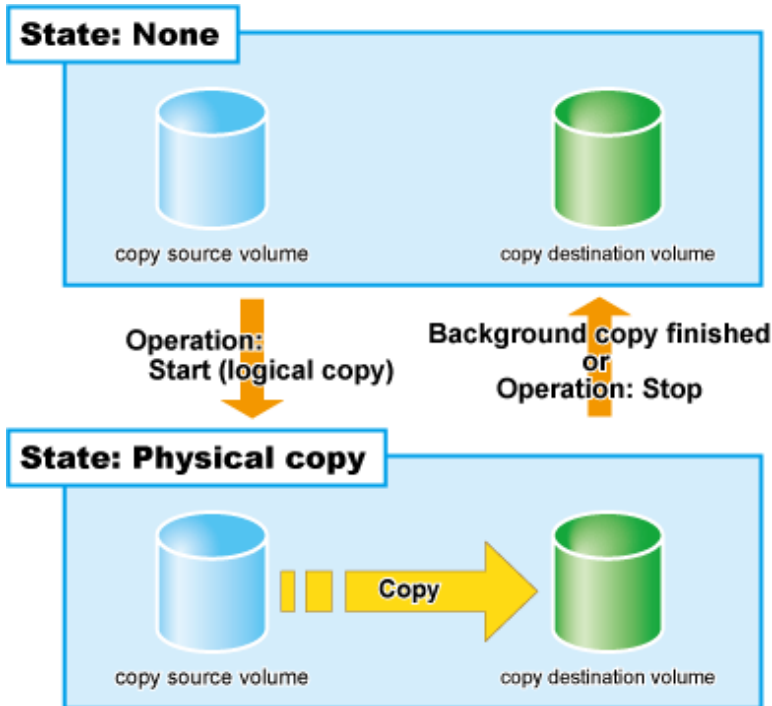 State: None
copy source volume
copy destination volume
Operation:
Start (logical copy)
Background copy finished
or
Operation: Stop
State: Physical copy
Copy
copy source volume
copy destination volume